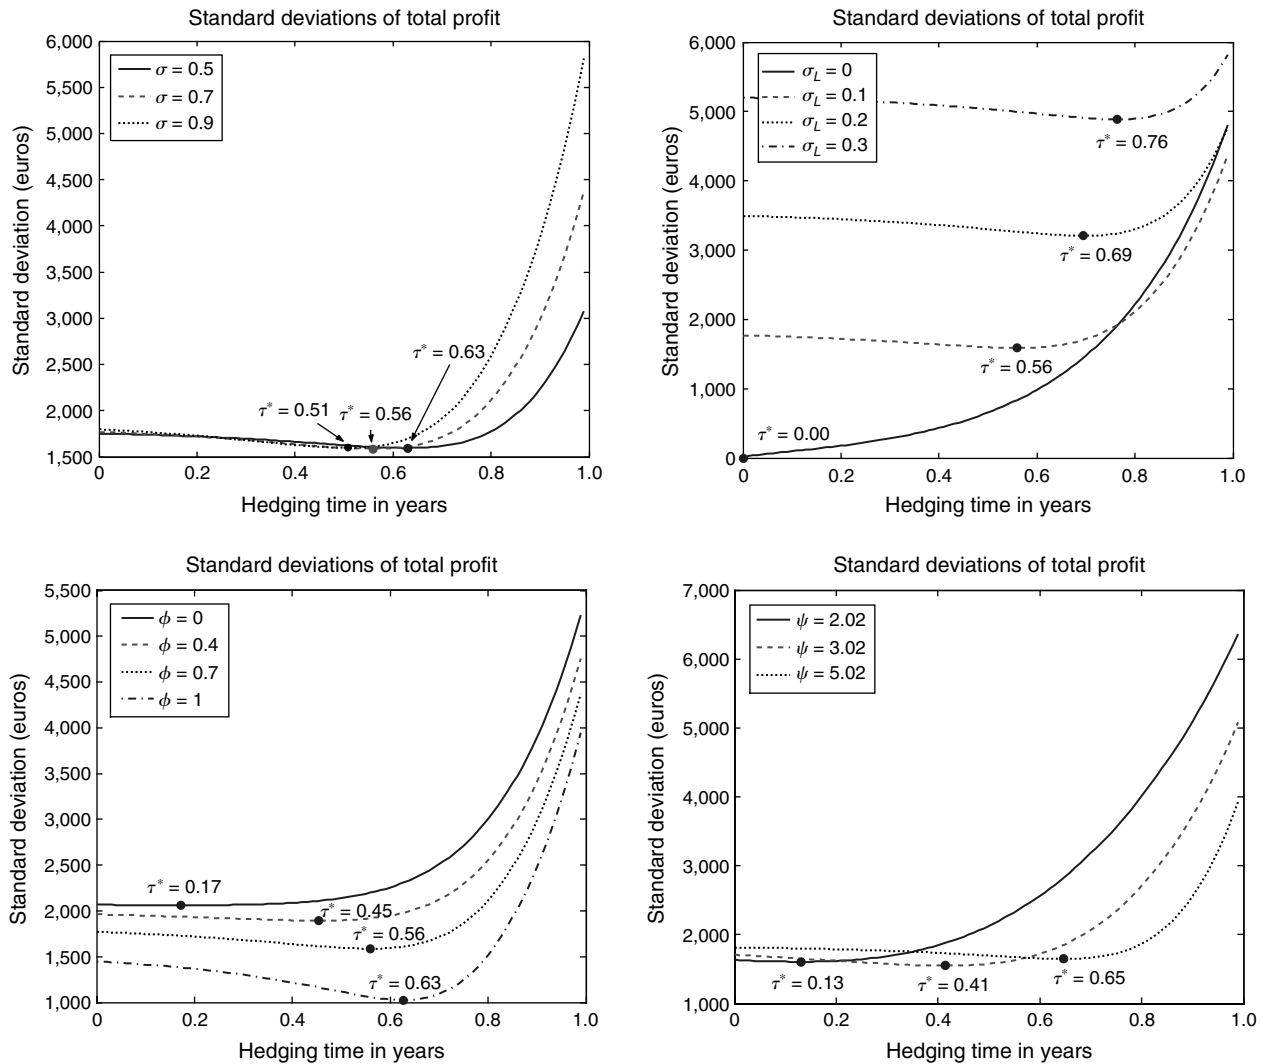 Standard deviations of total profit
Standard deviation (euros)
6,000
5,500
5,000
4,500
4,000
3,500
3,000
2,500
2,000
1,500
σ = 0.5
σ = 0.7
σ = 0.9
τ* = 0.63
τ* = 0.51
τ* = 0.56
0
0.2
0.4
0.6
0.8
1.0
Hedging time in years
Standard deviations of total profit
Standard deviation (euros)
6,000
5,000
4,000
3,000
2,000
1,000
0
σL = 0
σL = 0.1
σL = 0.2
σL = 0.3
τ* = 0.76
τ* = 0.69
τ* = 0.56
τ* = 0.00
0
0.2
0.4
0.6
0.8
1.0
Hedging time in years
Standard deviations of total profit
Standard deviation (euros)
5,500
5,000
4,500
4,000
3,500
3,000
2,500
2,000
1,500
1,000
ϕ = 0
ϕ = 0.4
ϕ = 0.7
ϕ = 1
τ* = 0.17
τ* = 0.45
τ* = 0.56
τ* = 0.63
0
0.2
0.4
0.6
0.8
1.0
Hedging time in years
Standard deviations of total profit
Standard deviation (euros)
7,000
6,000
5,000
4,000
3,000
2,000
1,000
ψ = 2.02
ψ = 3.02
ψ = 5.02
τ* = 0.13
τ* = 0.41
τ* = 0.65
0
0.2
0.4
0.6
0.8
1.0
Hedging time in years